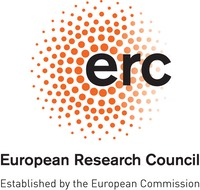 erc
European Research Council
Established by the European Commission